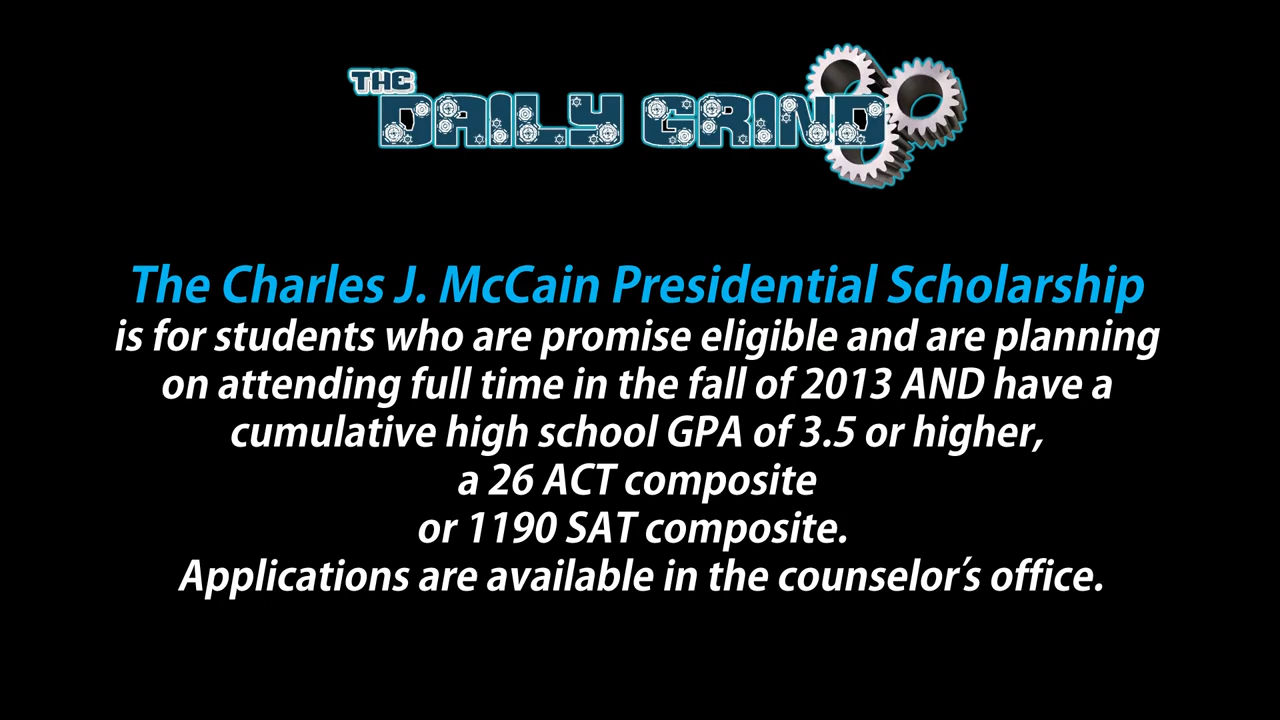 THE
DAILY GRIND
The Charles J. McCain Presidential Scholarship
is for students who are promise eligible and are planning
on attending full time in the fall of 2013 AND have a
cumulative high school GPA of 3.5 or higher,
a 26 ACT composite
or 1190 SAT composite.
Applications are available in the counselor's office.